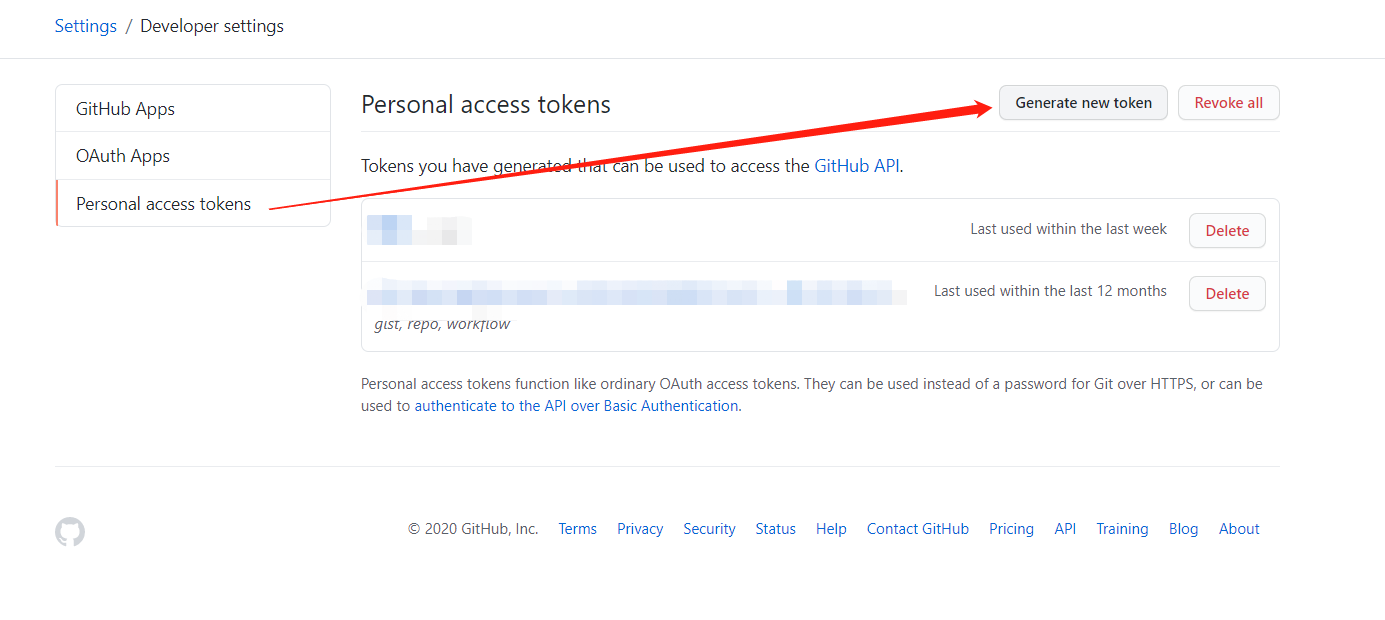 Settings / Developer settings
GitHub Apps
OAuth Apps
Personal access tokens
Personal access tokens
Generate new token
Revoke all
Tokens you have generated that can be used to access the GitHub API.
Last used within the last week
Delete
Last used within the last 12 months
Delete
gist, repo, workflow
Personal access tokens function like ordinary OAuth access tokens. They can be used instead of a password for Git over HTTPS, or can be
used to authenticate to the API over Basic Authentication.
© 2020 GitHub, Inc. Terms Privacy Security Status Help Contact GitHub Pricing API Training Blog About